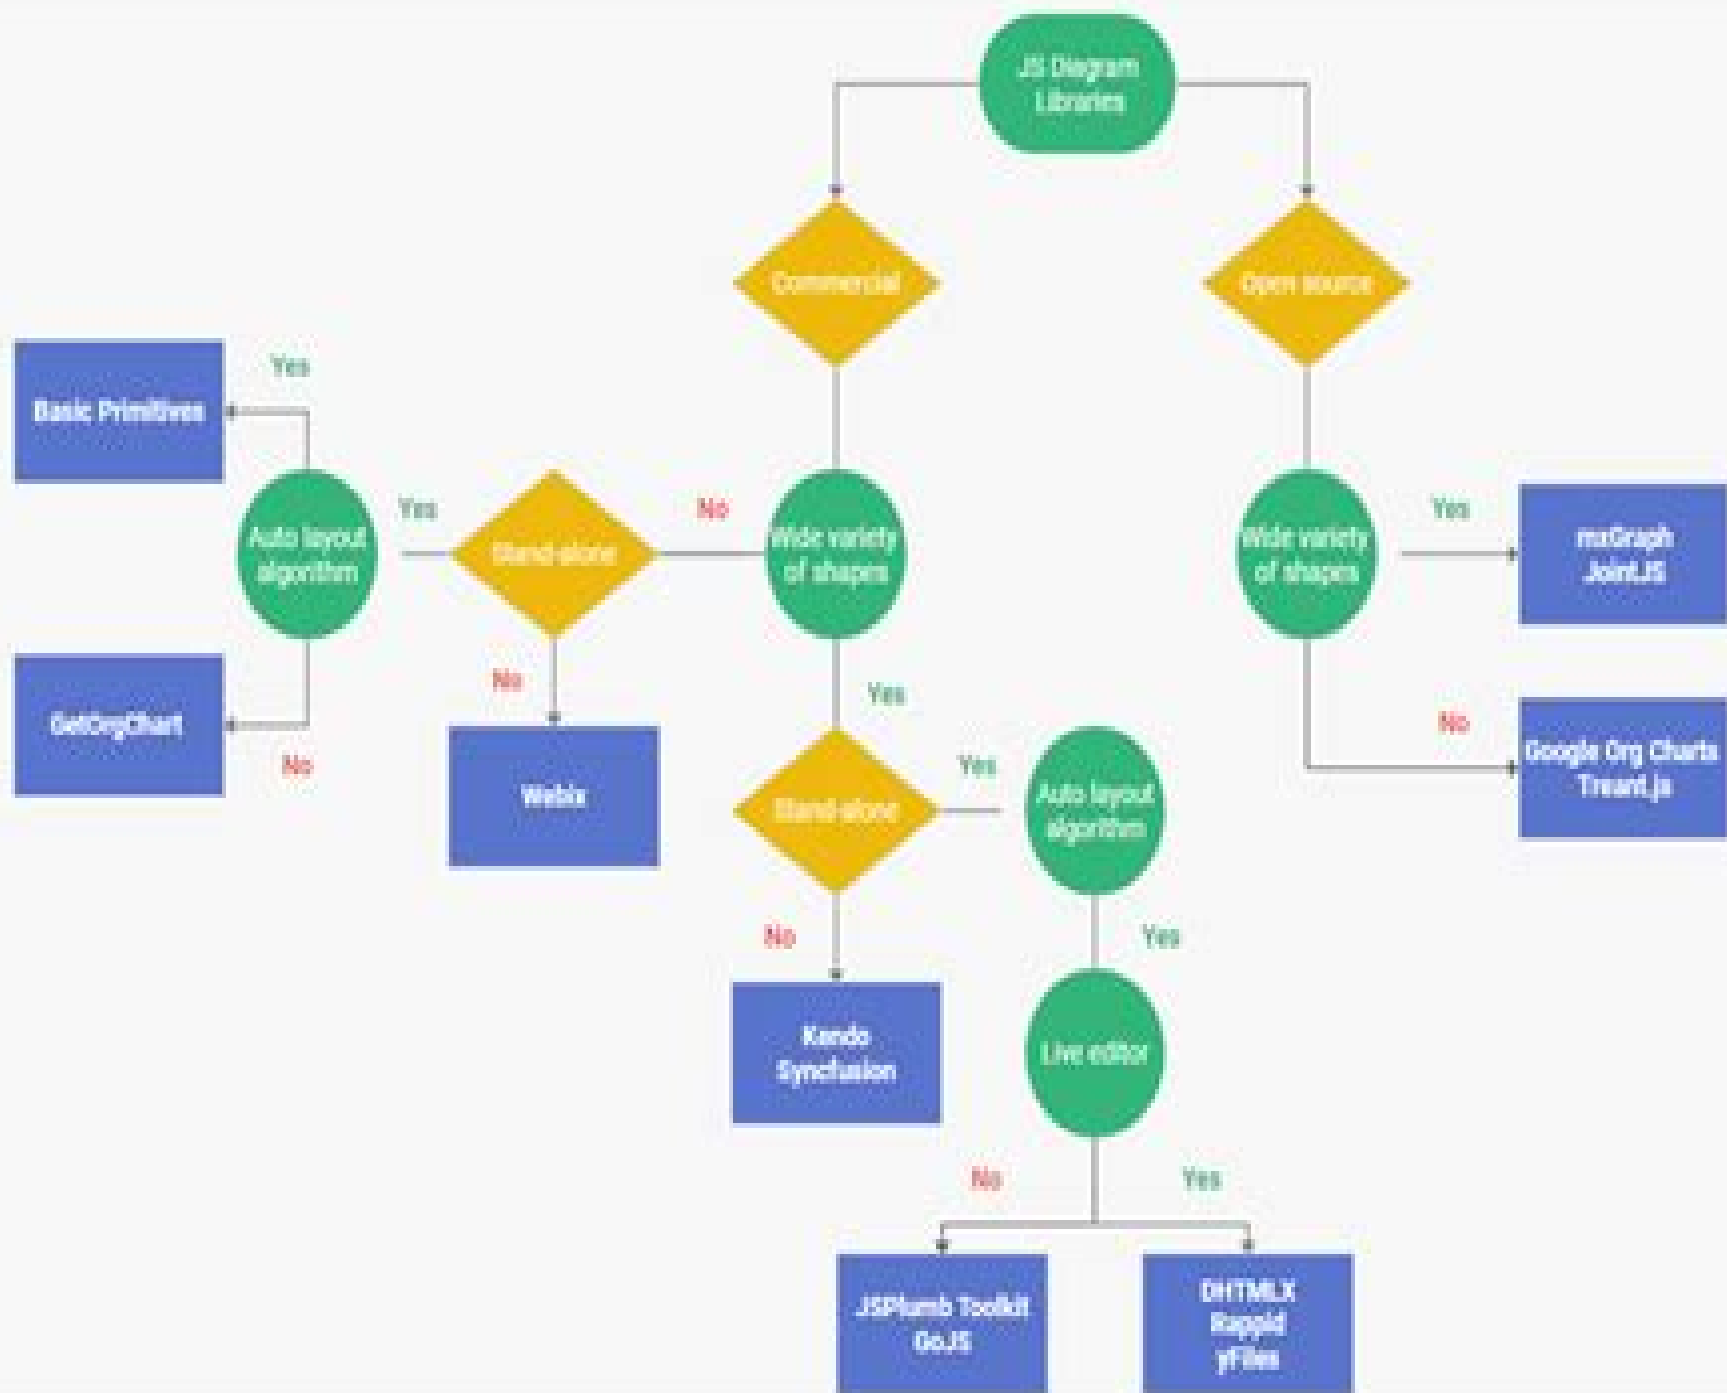 JS Diagram
Libraries
Commercial
Open source
Yes
Basic Primitives
Yes
No
Yes
Auto layout
algorithm
Stand-alone
Wide variety
of shapes
Wide variety
of shapes
mxGraph
JointJS
No
Yes
GetOrgChart
No
No
Webix
Yes
Stand-alone
Auto layout
algorithm
Google Org Charts
Treant.js
No
Yes
Kendo
Syncfusion
Live editor
No
Yes
JSPlumb Toolkit
GoJS
DHTMLX
Rappid
yFiles